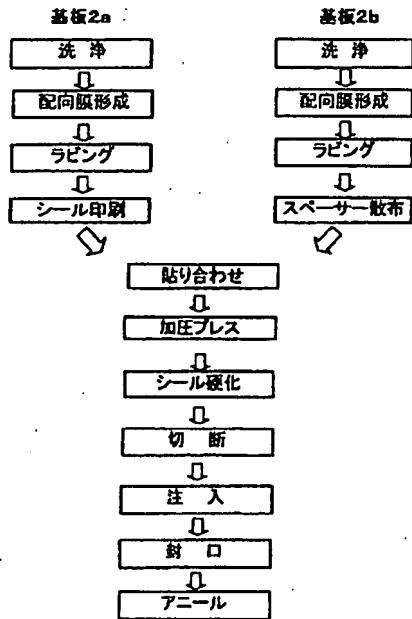 基板2a
基板2b
洗 浄
洗 浄
配向膜形成
配向膜形成
ラビング
ラビング
シール印刷
スペーサー散布
貼り合わせ
加圧プレス
シール硬化
切 断
注 入
封 口
アニール